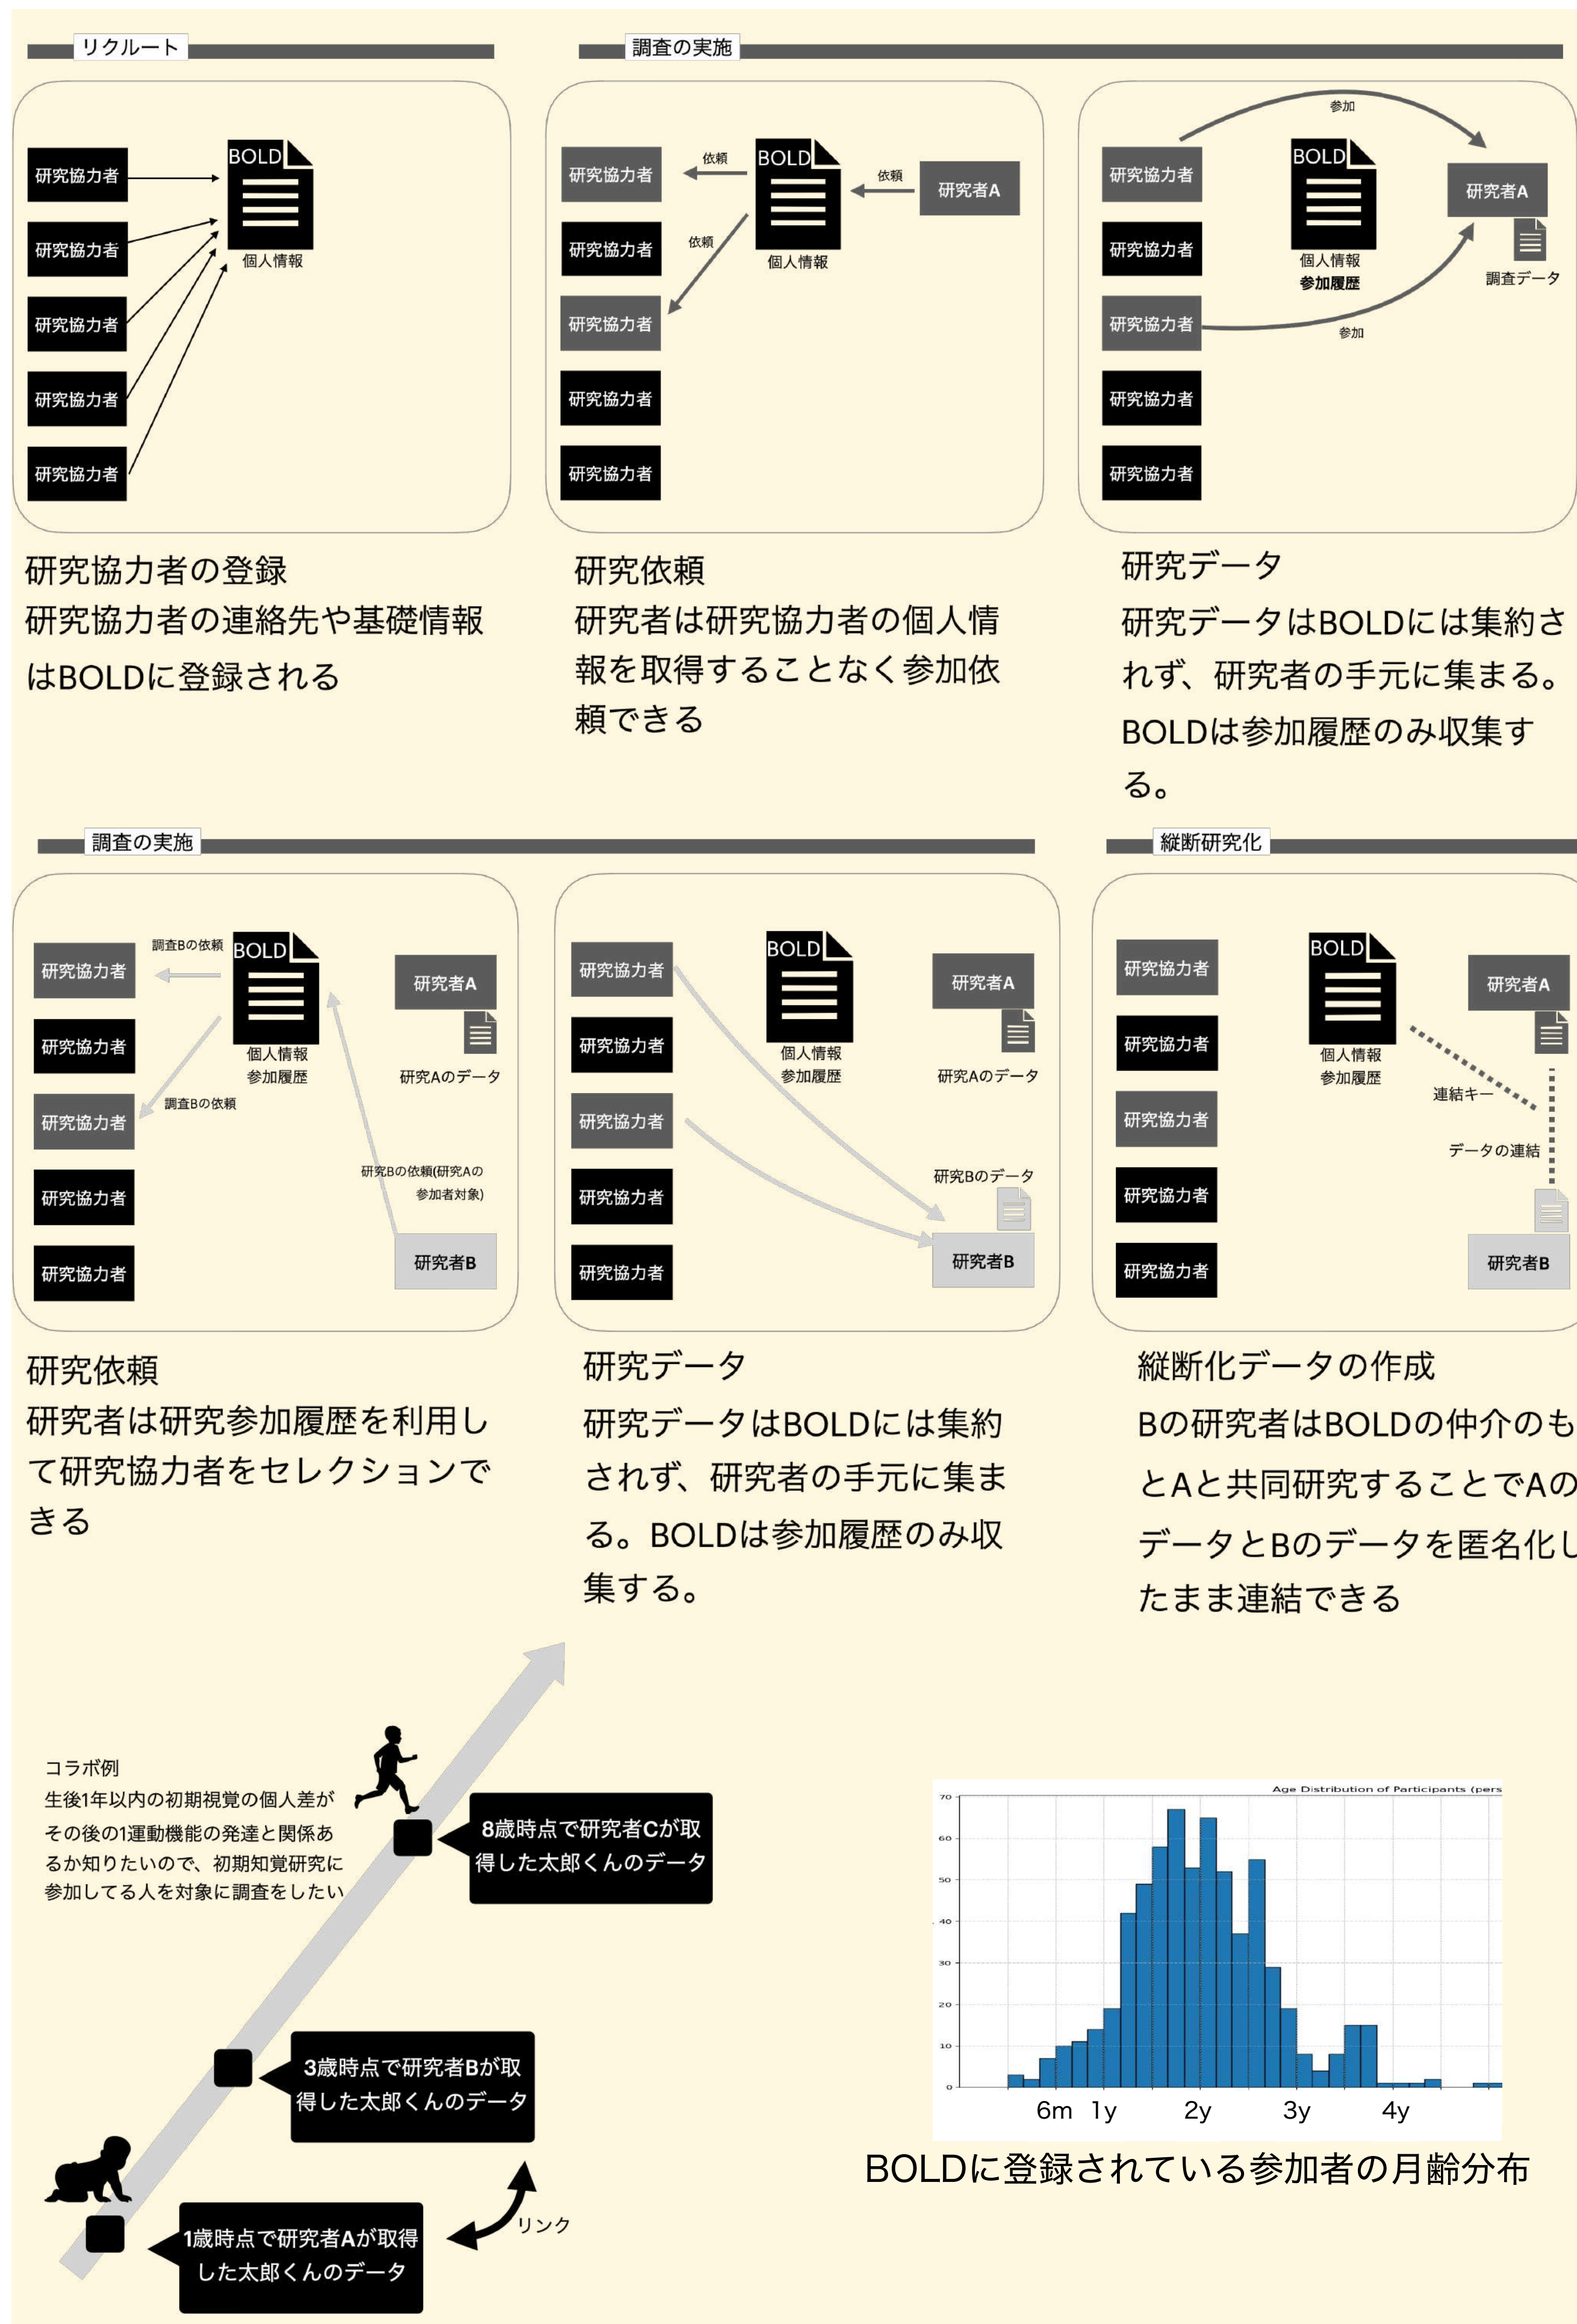 リクルート
調査の実施
研究協力者
研究協力者
研究協力者
研究協力者
研究協力者
BOLD
個人情報
研究協力者
研究協力者
研究協力者
研究協力者
研究協力者
依頼
依頼
BOLD
個人情報
依頼
研究者A
参加
研究協力者
研究協力者
研究協力者
研究協力者
研究協力者
BOLD
個人情報
参加履歴
参加
研究者A
調査データ
研究協力者の登録
研究協力者の連絡先や基礎情報
はBOLDに登録される
研究依頼
研究者は研究協力者の個人情
報を取得することなく参加依
頼できる
研究データ
研究データはBOLDには集約さ
れず、研究者の手元に集まる。
BOLDは参加履歴のみ収集す
る。
調査の実施
縦断研究化
研究協力者
研究協力者
研究協力者
研究協力者
研究協力者
調査Bの依頼
調査Bの依頼
BOLD
個人情報
参加履歴
研究者A
研究Aのデータ
研究Bの依頼(研究Aの
参加者対象)
研究者B
研究協力者
研究協力者
研究協力者
研究協力者
研究協力者
BOLD
個人情報
参加履歴
研究者A
研究Aのデータ
研究Bのデータ
研究者B
研究協力者
研究協力者
研究協力者
研究協力者
研究協力者
BOLD
個人情報
参加履歴
研究者A
連結キー
データの連結
研究者B
研究依頼
研究者は研究参加履歴を利用し
て研究協力者をセレクションで
きる
研究データ
研究データはBOLDには集約
されず、研究者の手元に集ま
る。BOLDは参加履歴のみ収
集する。
縦断化データの作成
Bの研究者はBOLDの仲介のも
とAと共同研究することでAの
データとBのデータを匿名化し
たまま連結できる
コラボ例
生後1年以内の初期視覚の個人差が
その後の1運動機能の発達と関係あ
るか知りたいので、初期知覚研究に
参加してる人を対象に調査をしたい
8歳時点で研究者Cが取
得した太郎くんのデータ
3歳時点で研究者Bが取
得した太郎くんのデータ
リンク
1歳時点で研究者Aが取得
した太郎くんのデータ
Age Distribution of Participants (pers
70
60
50
40
30
20
10
0
6m 1y 2y 3y 4y
BOLDに登録されている参加者の月齢分布